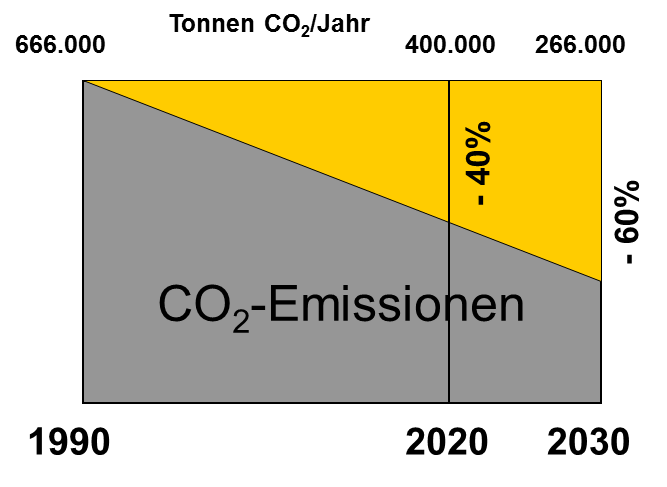 Tonnen CO₂/Jahr
666.000 400.000 266.000
- 40%
- 60%
CO₂-Emissionen
1990 2020 2030